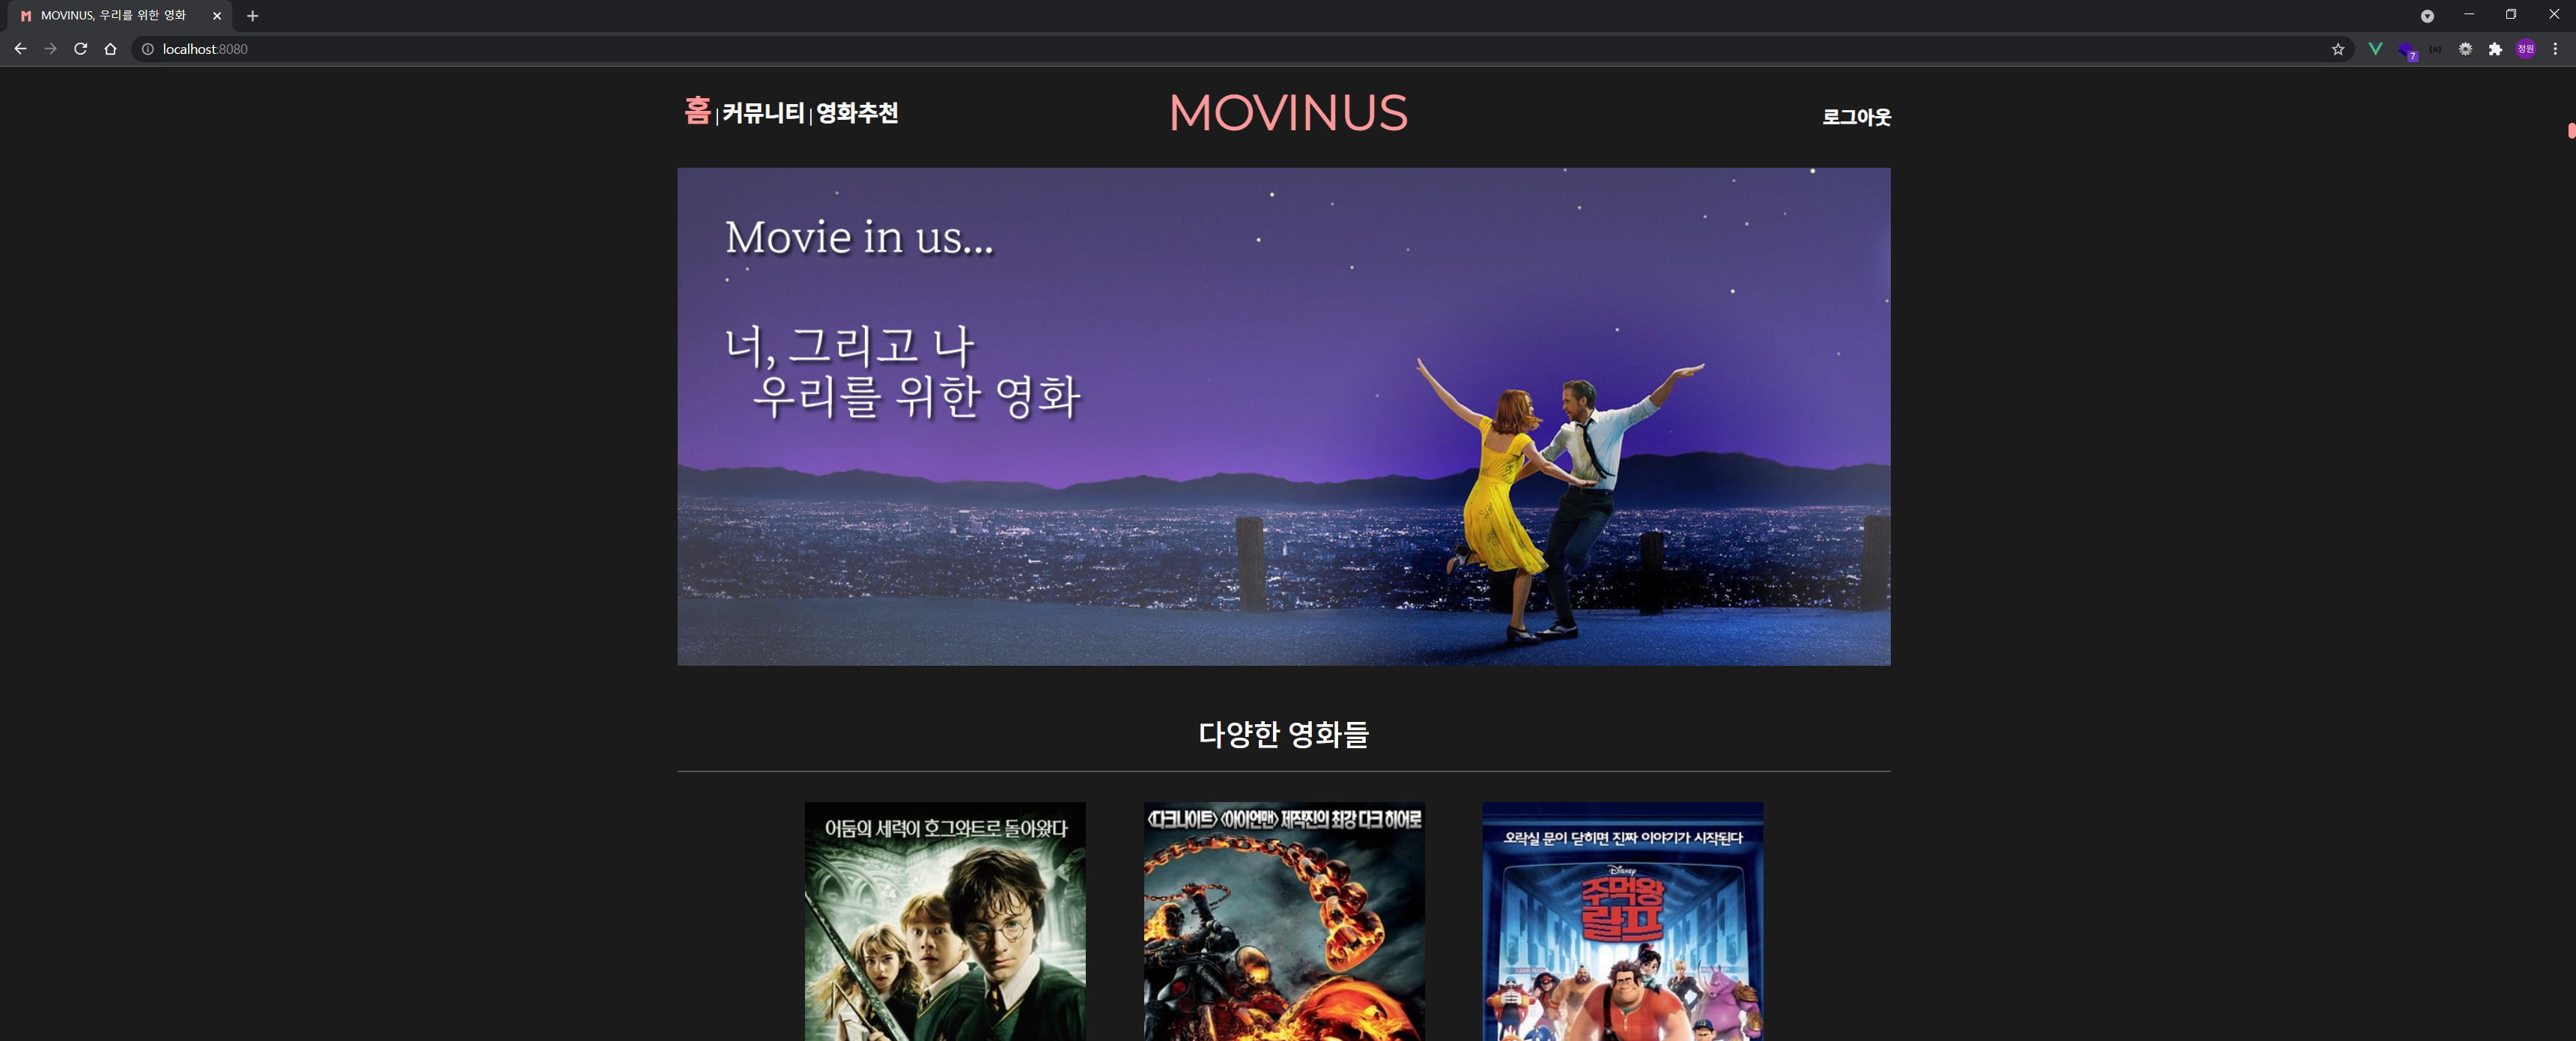 MOVINUS, 우리를 위한 영화
localhost:8080
7
정원
홈 | 커뮤니티 | 영화추천
MOVINUS
로그아웃
Movie in us...
너, 그리고 나
우리를 위한 영화
다양한 영화들
어둠의 세력이 호그와트로 돌아왔다
<다크나이트> <아이언맨> 제작진의 최강 다크 히어로
오락실 문이 닫히면 진짜 이야기가 시작된다
Disney
주먹왕
랄프